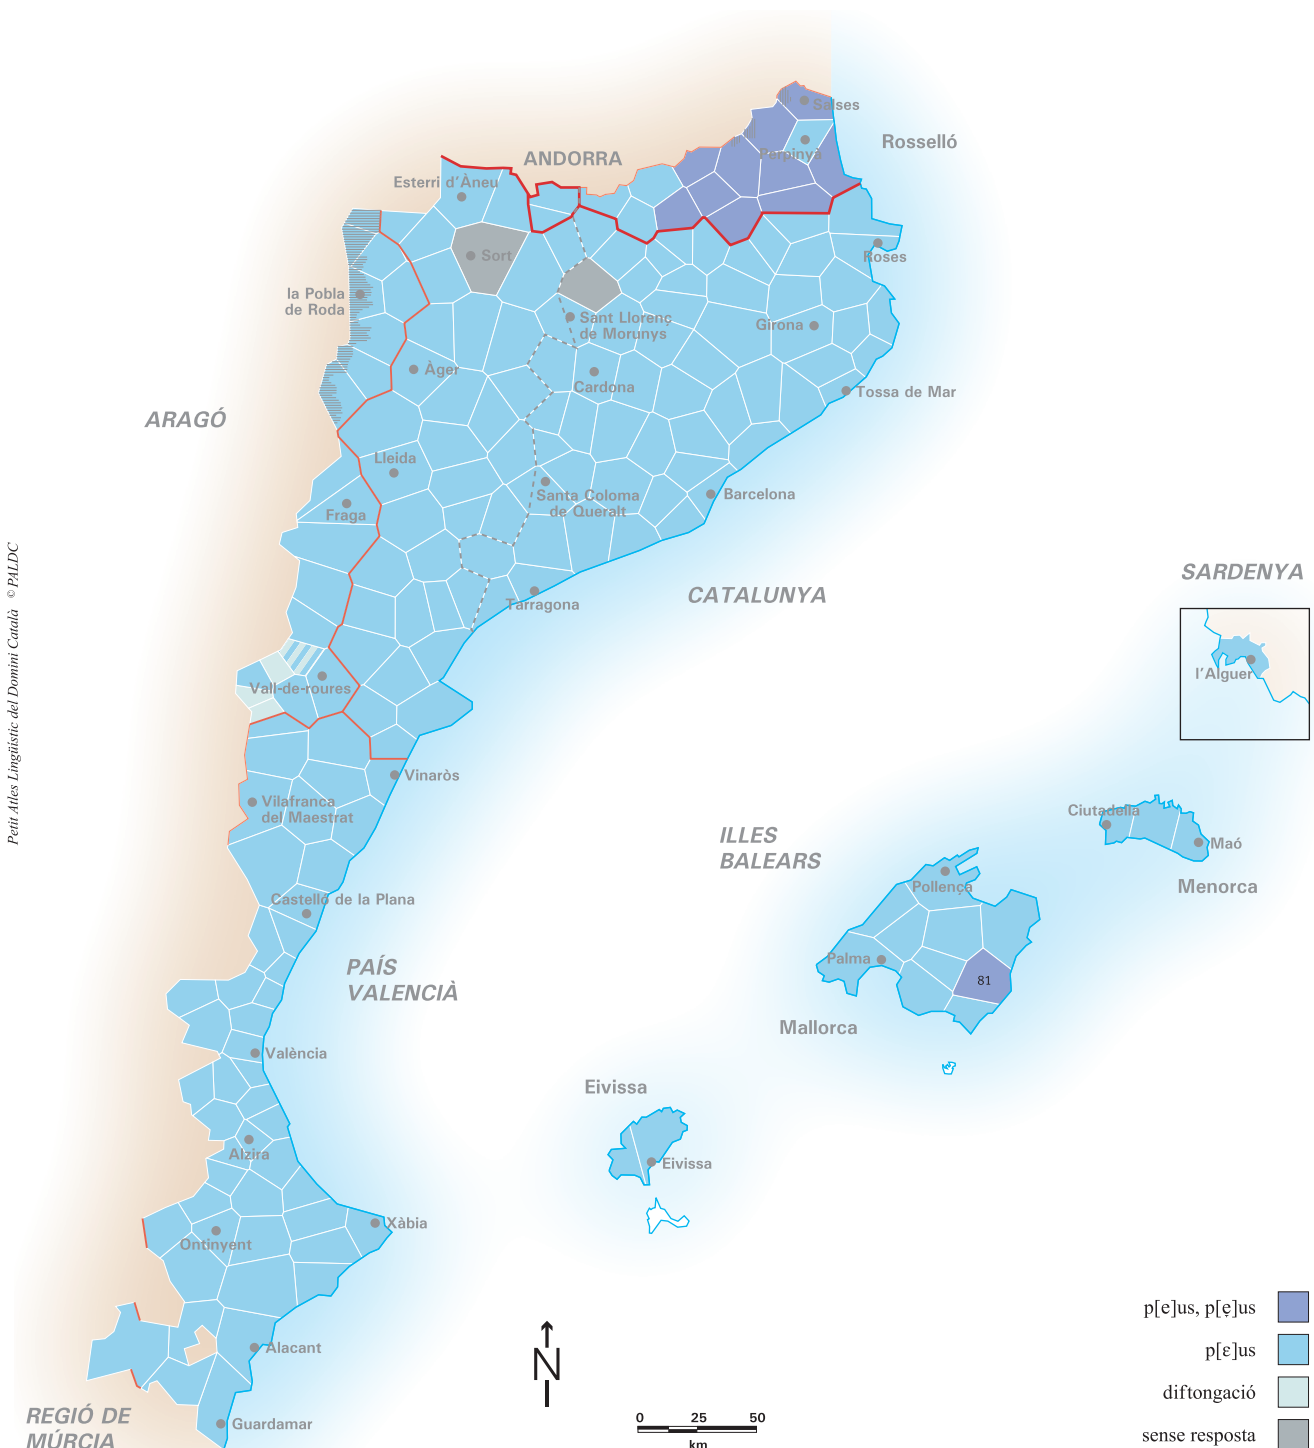 Salses
Rosselló
Perpinyà
ANDORRA
Esterri d'Àneu
Sort
Roses
la Pobla
de Roda
Sant Llorenç
de Morunys
Girona
Àger
Cardona
Tossa de Mar
ARAGÓ
Lleida
Santa Coloma
de Queralt
Barcelona
Fraga
Petit Atles Lingüístic del Domini Català © PALDC
SARDENYA
CATALUNYA
Tarragona
l'Alguer
Vall-de-roures
Vinaròs
Vilafranca
del Maestrat
Ciutadella
ILLES
BALEARS
Maó
Menorca
Pollença
Castelló de la Plana
Palma
PAÍS
VALENCIÀ
81
Mallorca
València
Eivissa
Alzira
Eivissa
Xàbia
Ontinyent
p[e]us, p[ẹ]us
p[ɛ]us
Alacant
N
diftongació
REGIÓ DE
MÚRCIA
Guardamar
0 25 50
km
sense resposta